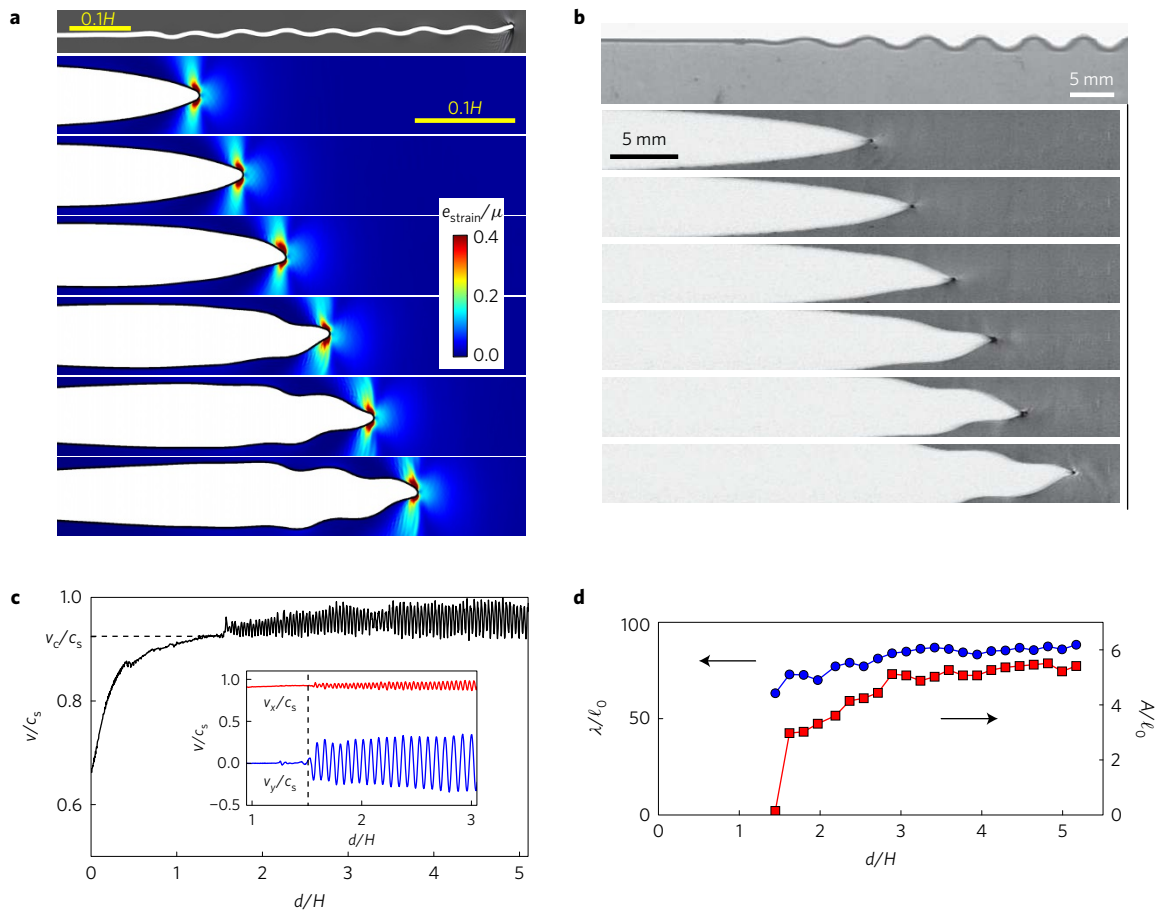 a
0.1H
0.1H
e_strain/μ
0.4
0.2
0.0
b
5 mm
5 mm
c
1.0
v_c/c_s
0.8
0.6
v/c_s
0
1
2
3
4
5
d/H
1.0
v_x/c_s
0.5
v/c_s
0.0
v_y/c_s
−0.5
1
2
3
d/H
d
100
50
0
λ/ℓ_0
6
4
2
0
A/ℓ_0
0
1
2
3
4
5
d/H